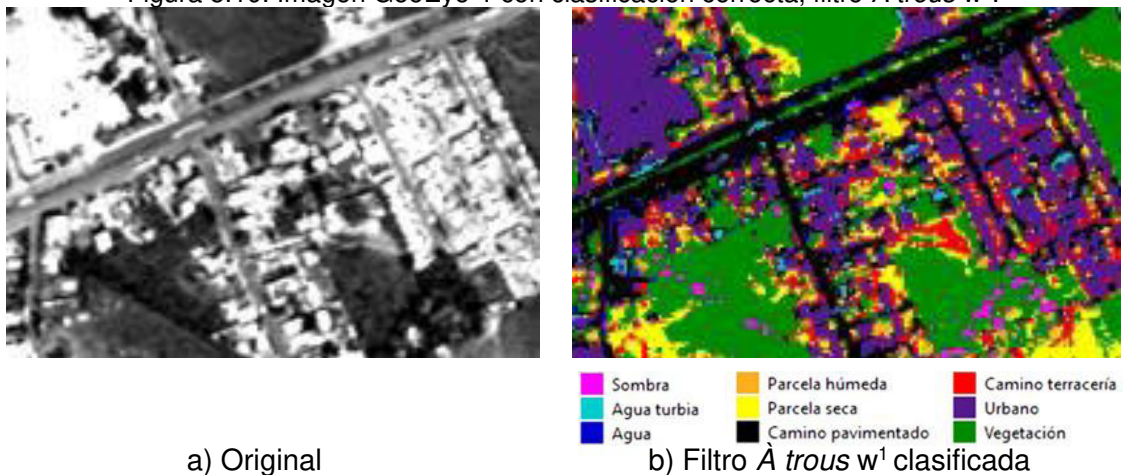 Sombra
Parcela húmeda
Camino terracería
Agua turbia
Parcela seca
Urbano
Agua
Camino pavimentado
Vegetación
a) Original
b) Filtro À trous w¹ clasificada